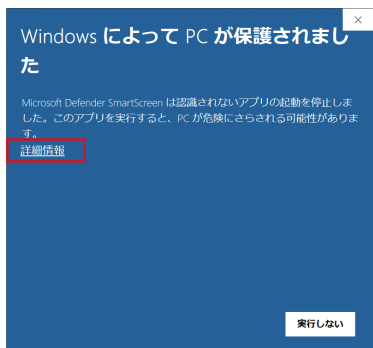 Windows によって PC が保護されまし
た
Microsoft Defender SmartScreen は認識されないアプリの起動を停止しま
した。このアプリを実行すると、PC が危険にさらされる可能性がありま
す。
詳細情報
実行しない